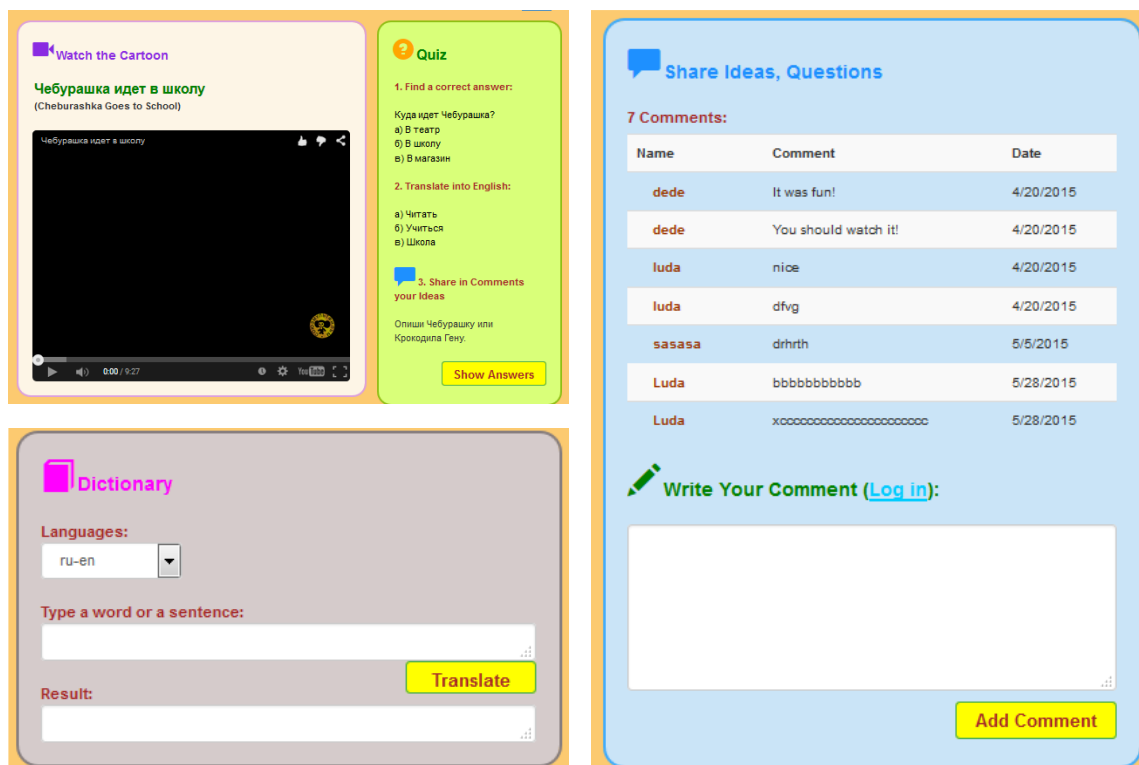 Watch the Cartoon
Чебурашка идет в школу
(Cheburashka Goes to School)
Чебурашка идет в школу
0:00 / 9:27
YouTube
? Quiz
1. Find a correct answer:
Куда идет Чебурашка?
а) В театр
б) В школу
в) В магазин
2. Translate into English:
а) Читать
б) Учиться
в) Школа
3. Share in Comments
your Ideas
Опиши Чебурашку или
Крокодила Гену.
Show Answers
Dictionary
Languages:
ru-en
Type a word or a sentence:
Translate
Result:
Share Ideas, Questions
7 Comments:
Name Comment Date
dede It was fun! 4/20/2015
dede You should watch it! 4/20/2015
luda nice 4/20/2015
luda dfvg 4/20/2015
sasasa drhrth 5/5/2015
Luda bbbbbbbbbbb 5/28/2015
Luda 5/28/2015
Write Your Comment (Log in):
Add Comment